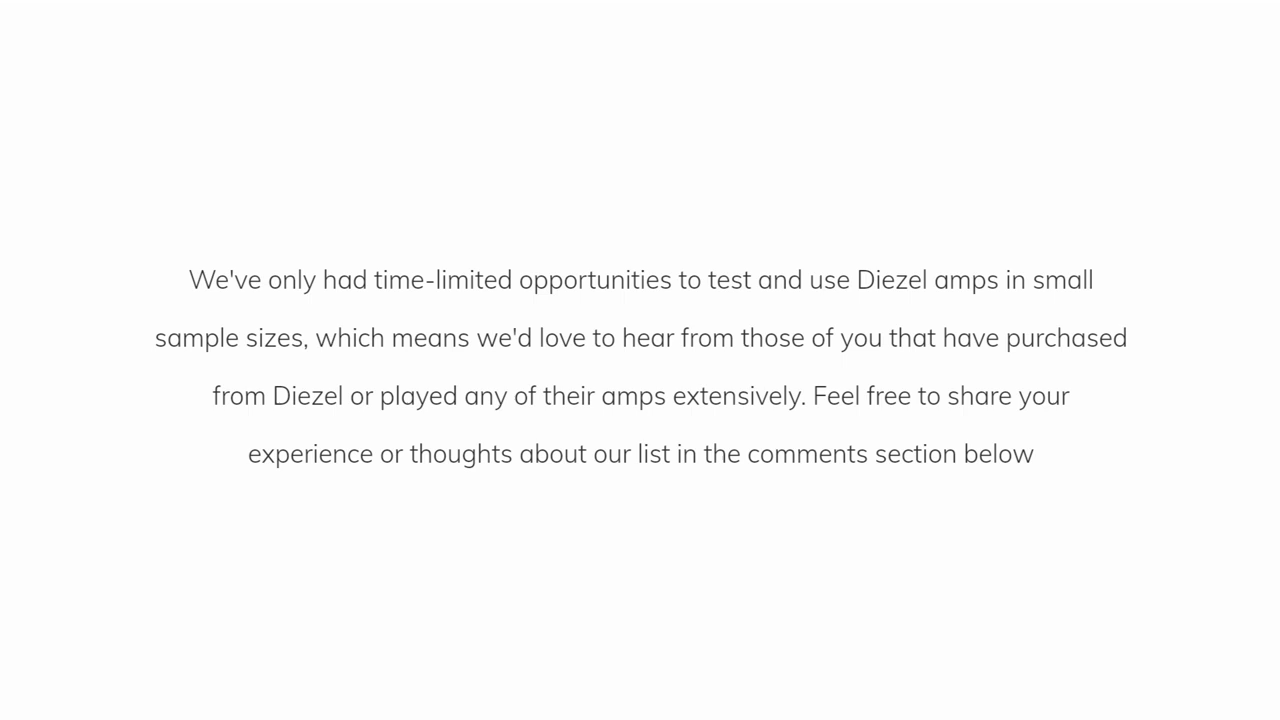 We've only had time-limited opportunities to test and use Diezel amps in small
sample sizes, which means we'd love to hear from those of you that have purchased
from Diezel or played any of their amps extensively. Feel free to share your
experience or thoughts about our list in the comments section below